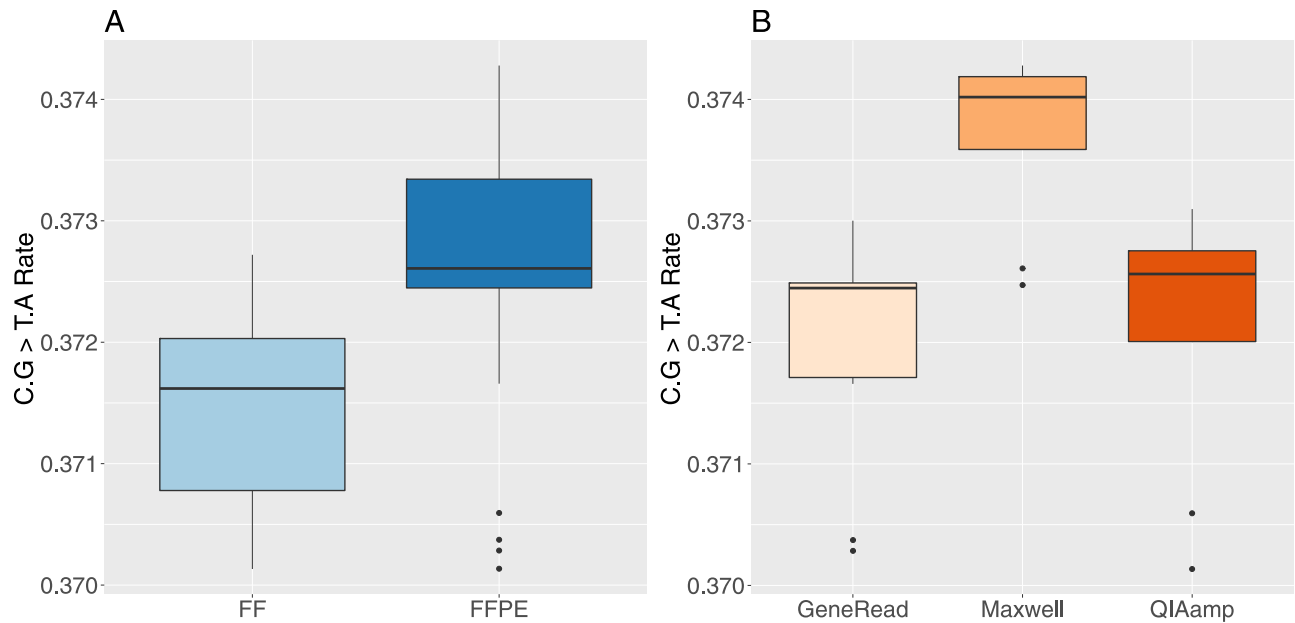 A
C.G > T.A Rate
0.374
0.373
0.372
0.371
0.370
FF FFPE
B
C.G > T.A Rate
0.374
0.373
0.372
0.371
0.370
GeneRead Maxwell QIAamp